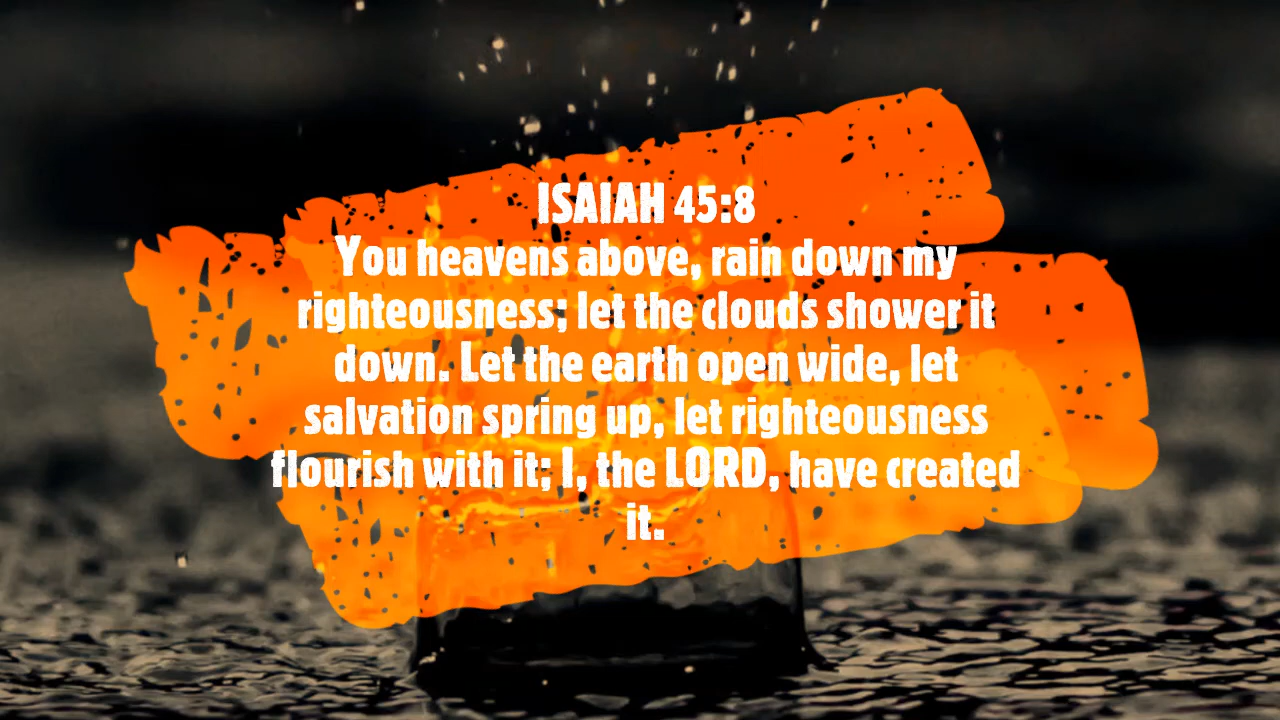 ISAIAH 45:8
You heavens above, rain down my
righteousness; let the clouds shower it
down. Let the earth open wide, let
salvation spring up, let righteousness
flourish with it; I, the LORD, have created
it.